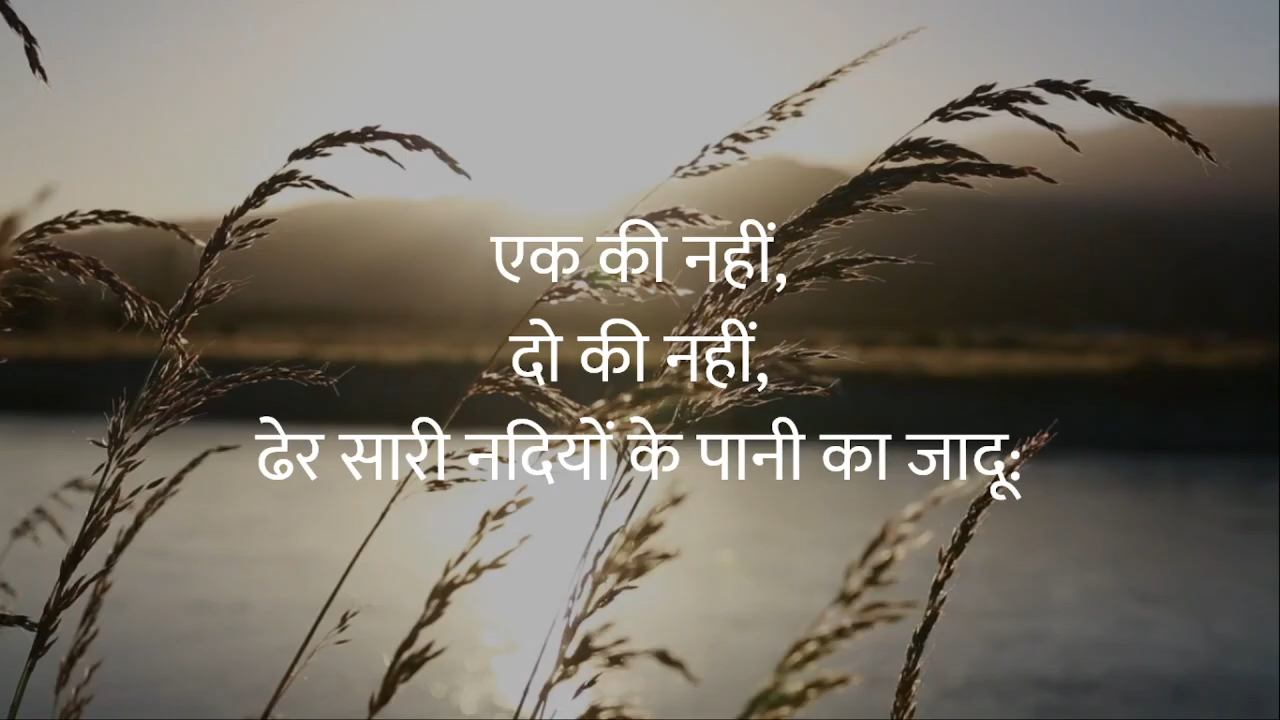 एक की नहीं,
दो की नहीं,
ढेर सारी नदियों के पानी का जादू: